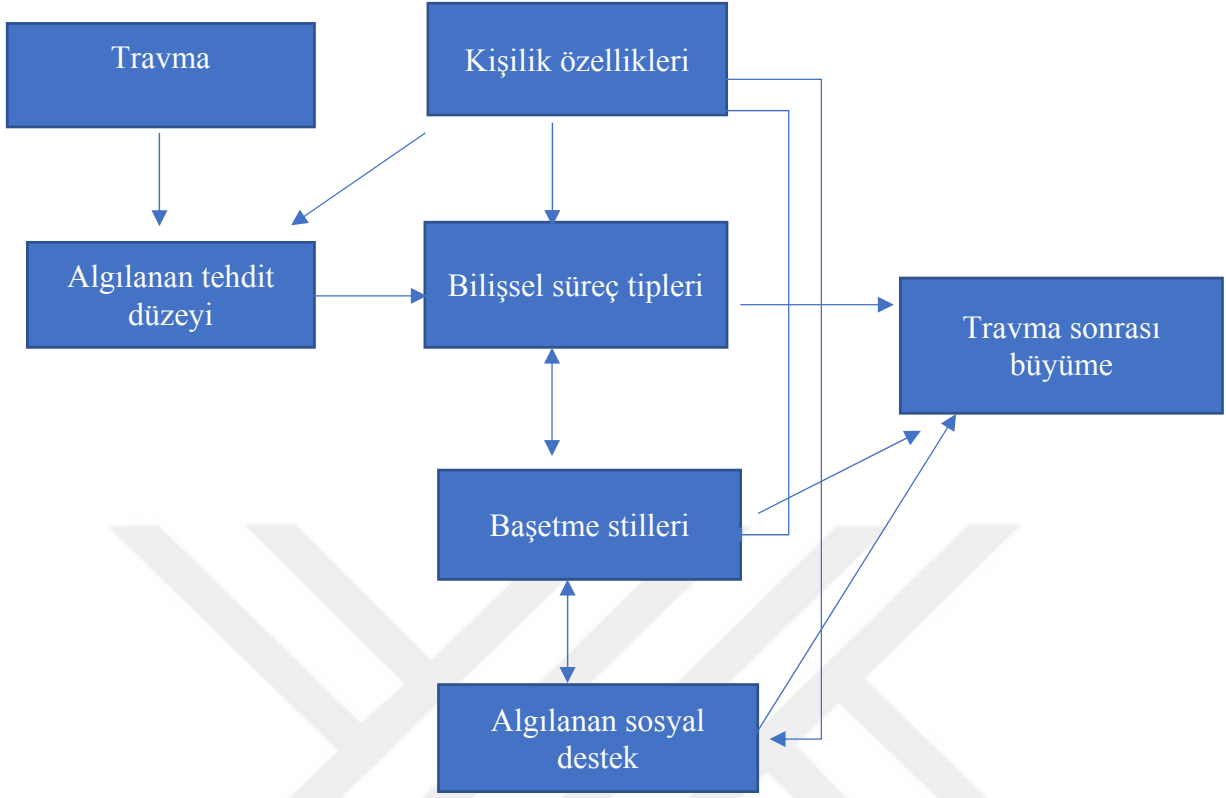 Travma
Kişilik özellikleri
Algılanan tehdit
düzeyi
Bilişsel süreç tipleri
Travma sonrası
büyüme
Başetme stilleri
Algılanan sosyal
destek